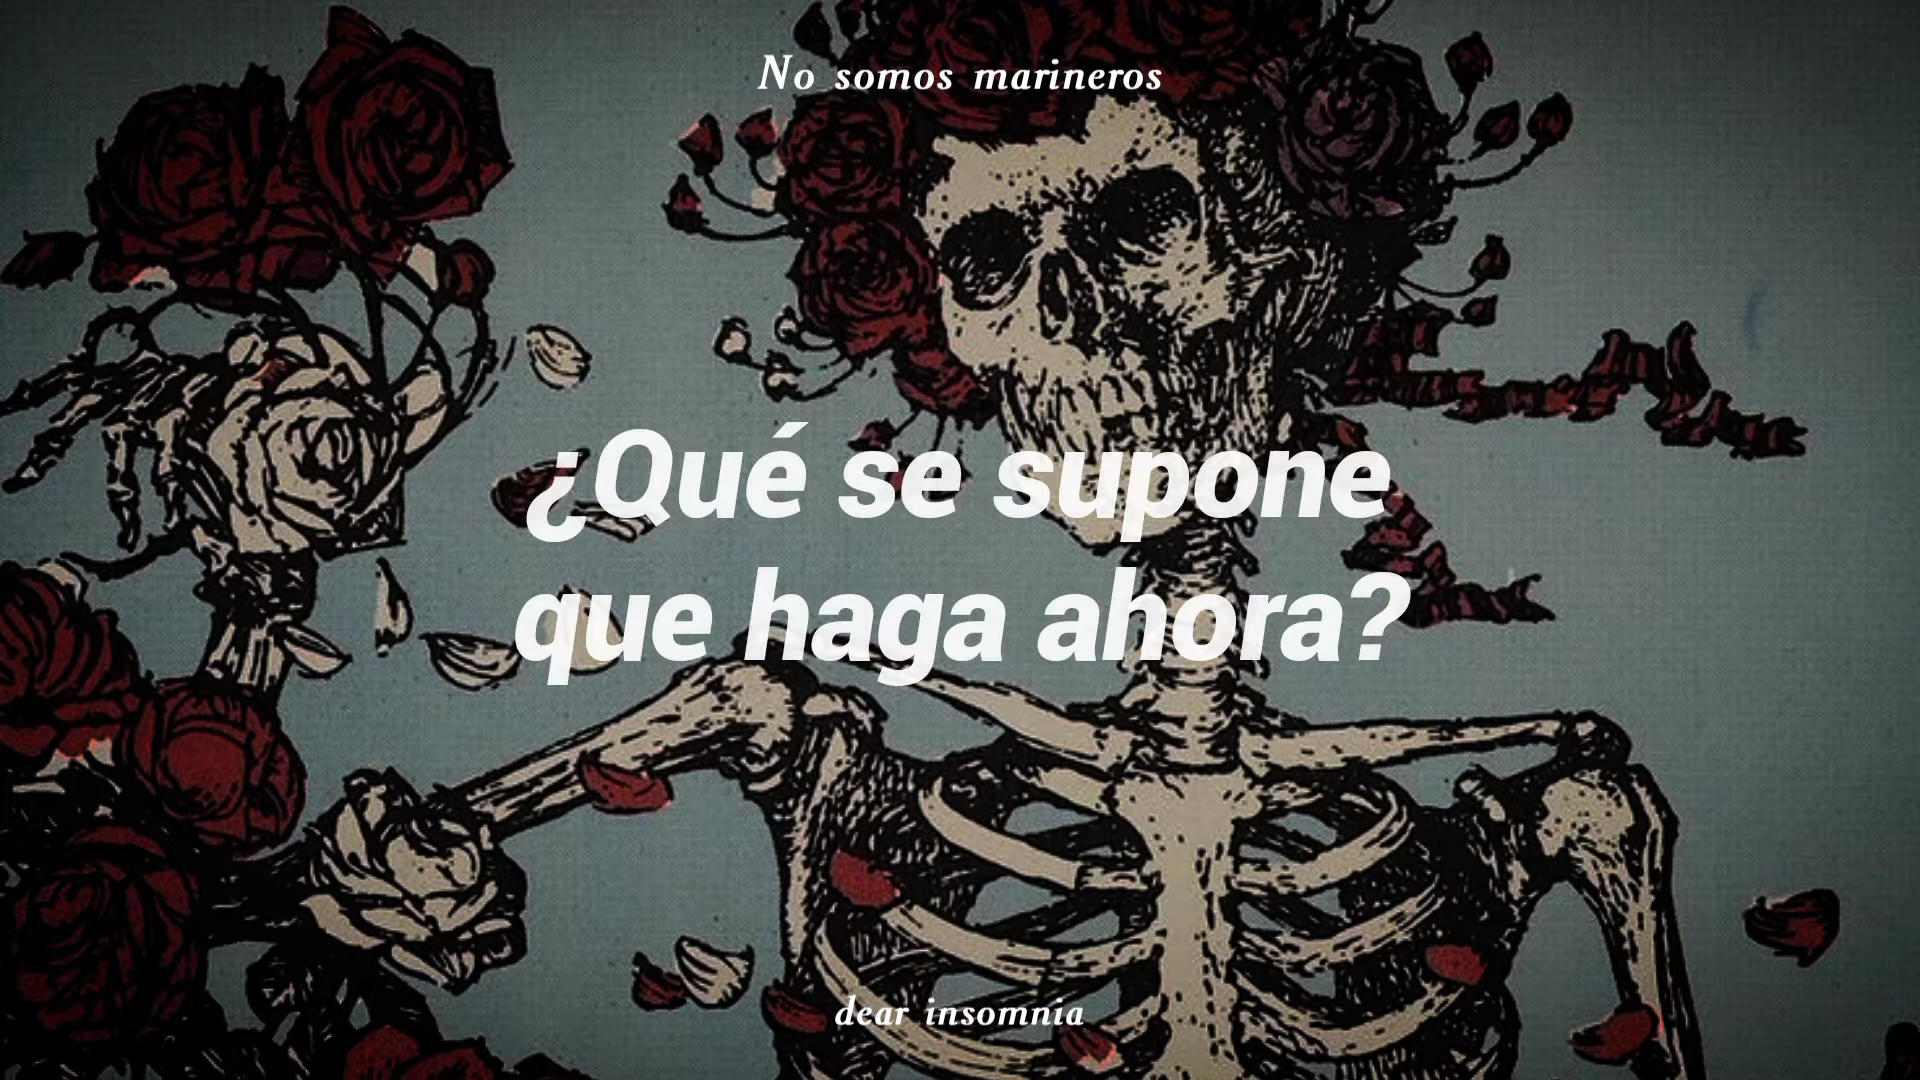 No somos marineros
¿Qué se supone
que haga ahora?
dear insomnia